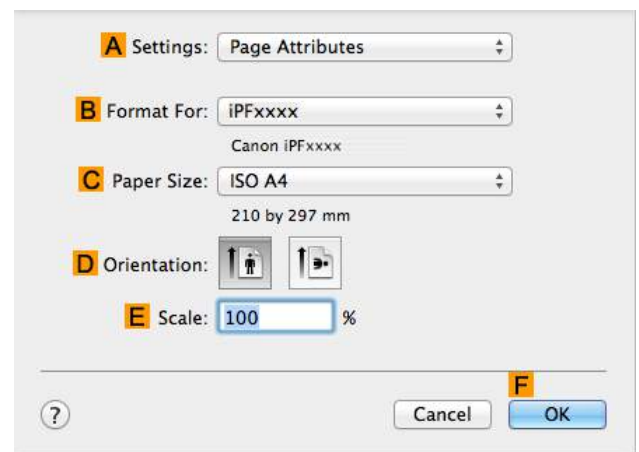 A Settings: Page Attributes
B Format For: iPFxxxx
Canon iPFxxxx
C Paper Size: ISO A4
210 by 297 mm
D Orientation:
E Scale: 100 %
F
? Cancel OK